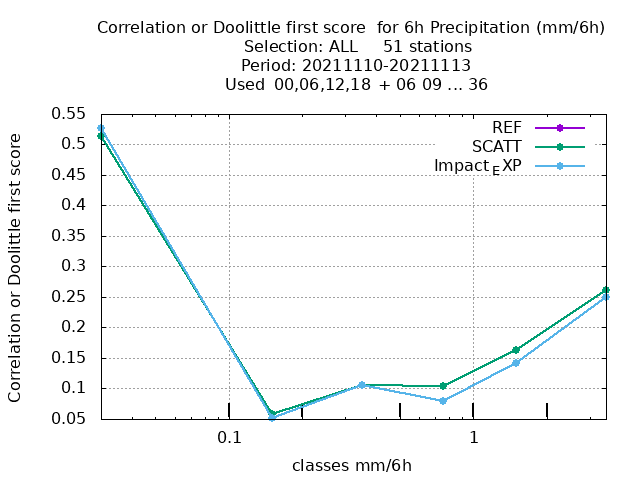 Correlation or Doolittle first score  for 6h Precipitation (mm/6h)
Selection: ALL     51 stations
Period: 20211110-20211113
Used  00,06,12,18  + 06 09 ... 36
REF
SCATT
Impact_EXP
0.55
0.5
0.45
0.4
0.35
0.3
0.25
0.2
0.15
0.1
0.05
Correlation or Doolittle first score
0.1
1
classes mm/6h